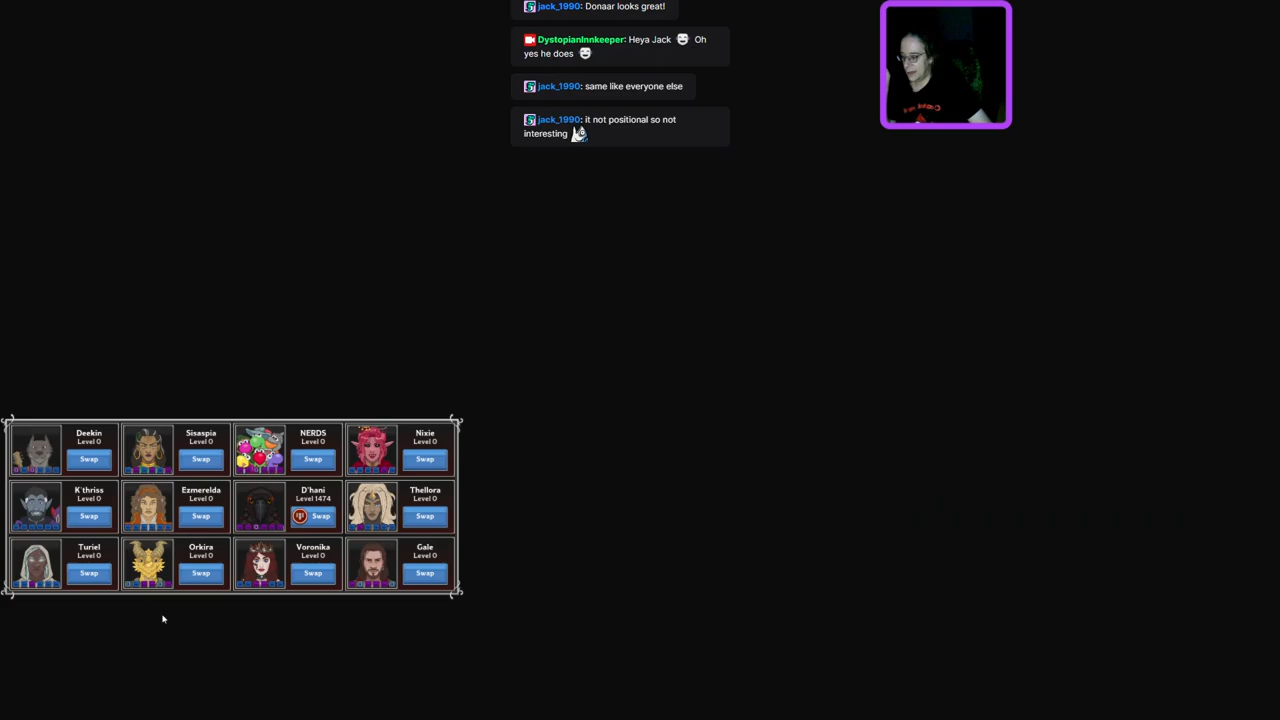 jack_1990: Donaar looks great!
DystopianInnkeeper: Heya Jack Oh
yes he does
jack_1990: same like everyone else
jack_1990: it not positional so not
interesting
Deekin
Level 0
Swap
Sisaspia
Level 0
Swap
NERDS
Level 0
Swap
Nixie
Level 0
Swap
K'thriss
Level 0
Swap
Ezmerelda
Level 0
Swap
D'hani
Level 1474
Swap
Thellora
Level 0
Swap
Turiel
Level 0
Swap
Orkira
Level 0
Swap
Voronika
Level 0
Swap
Gale
Level 0
Swap